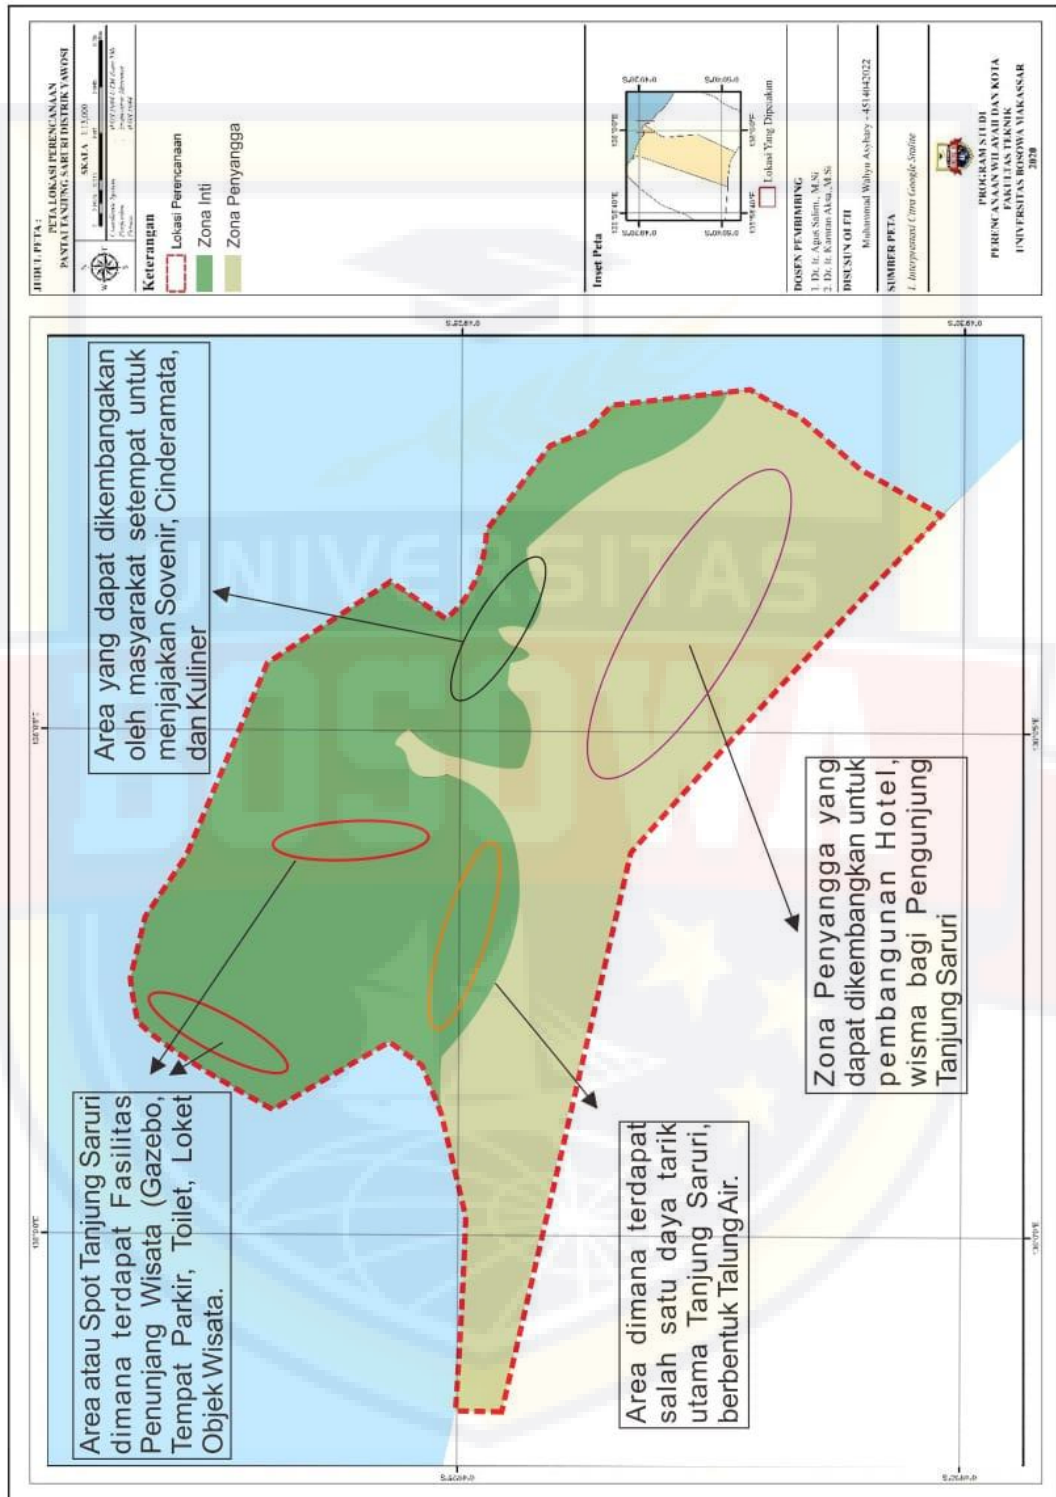 JUDUL PETA :
PETA LOKASI PERENCANAAN
PANTAI TANJUNG SARURI DISTRIK YAWOSI
SKALA 1:15,000
Keterangan
Lokasi Perencanaan
Zona Inti
Zona Penyangga
Inset Peta
Lokasi Yang Dipetakan
DOSEN PEMBIMBING
1. Dr. Ir. Agus Salim, M.Si
2. Dr. Ir. Kamran Aksa, M.Si
DISUSUN OLEH
Muhammad Wahyu Asyhary - 4514042022
SUMBER PETA
1. Interpretasi Citra Google Satlite
PROGRAM STUDI
PERENCANAAN WILAYAH DAN KOTA
FAKULTAS TEKNIK
UNIVERSITAS BOSOWA MAKASSAR
2020
Area atau Spot Tanjung Saruri
dimana terdapat Fasilitas
Penunjang Wisata (Gazebo,
Tempat Parkir, Toilet, Loket
Objek Wisata.
Area yang dapat dikembangakan
oleh masyarakat setempat untuk
menjajakan Sovenir, Cinderamata,
dan Kuliner
Area dimana terdapat
salah satu daya tarik
utama Tanjung Saruri,
berbentuk Talung Air.
Zona Penyangga yang
dapat dikembangkan untuk
pembangunan Hotel,
wisma bagi Pengunjung
Tanjung Saruri
UNIVERSITAS
BOSOWA